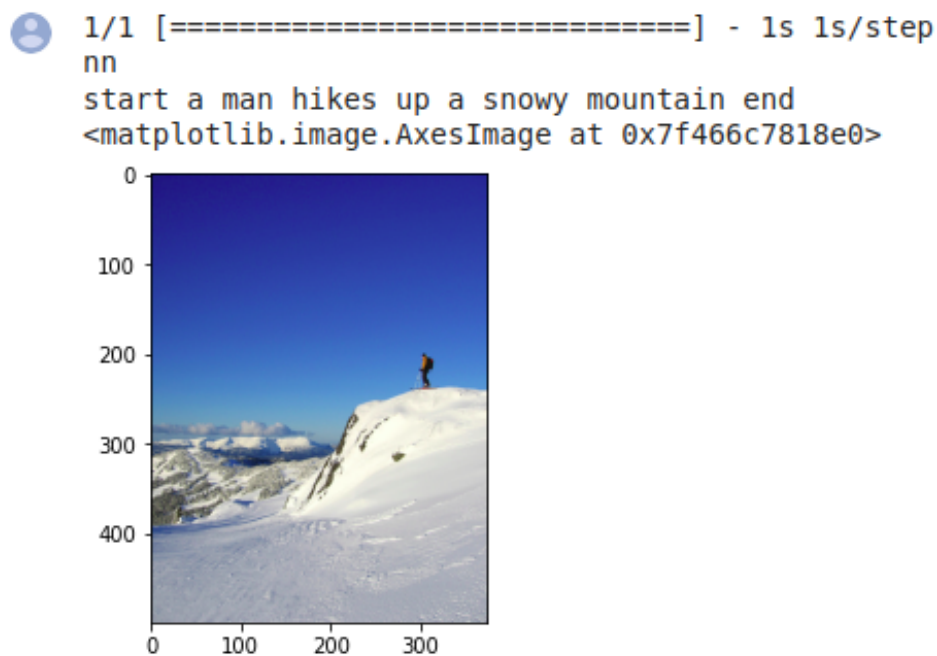 1/1 [==============================] - 1s 1s/step
nn
start a man hikes up a snowy mountain end
<matplotlib.image.AxesImage at 0x7f466c7818e0>
0
100
200
300
400
0 100 200 300